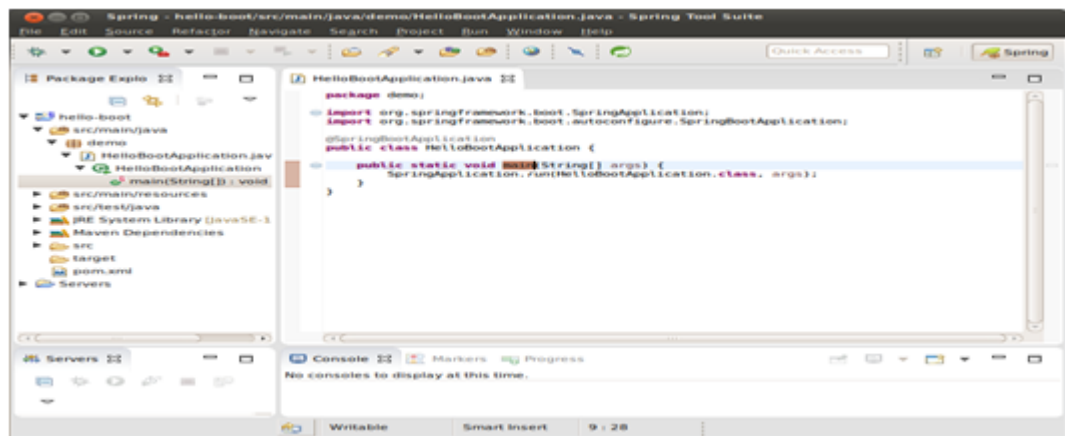 Spring - hello-boot/src/main/java/demo/HelloBootApplication.java - Spring Tool Suite
File Edit Source Refactor Navigate Search Project Run Window Help
Quick Access
Spring
Package Explo
HelloBootApplication.java
hello-boot
src/main/java
demo
HelloBootApplication.jav
HelloBootApplication
main(String[]) : void
src/main/resources
src/test/java
JRE System Library [JavaSE-1
Maven Dependencies
src
target
pom.xml
Servers
package demo;
import org.springframework.boot.SpringApplication;
import org.springframework.boot.autoconfigure.SpringBootApplication;
@SpringBootApplication
public class HelloBootApplication {
public static void main(String[] args) {
SpringApplication.run(HelloBootApplication.class, args);
}
}
Servers
Console Markers Progress
No consoles to display at this time.
Writable Smart Insert 9 : 28